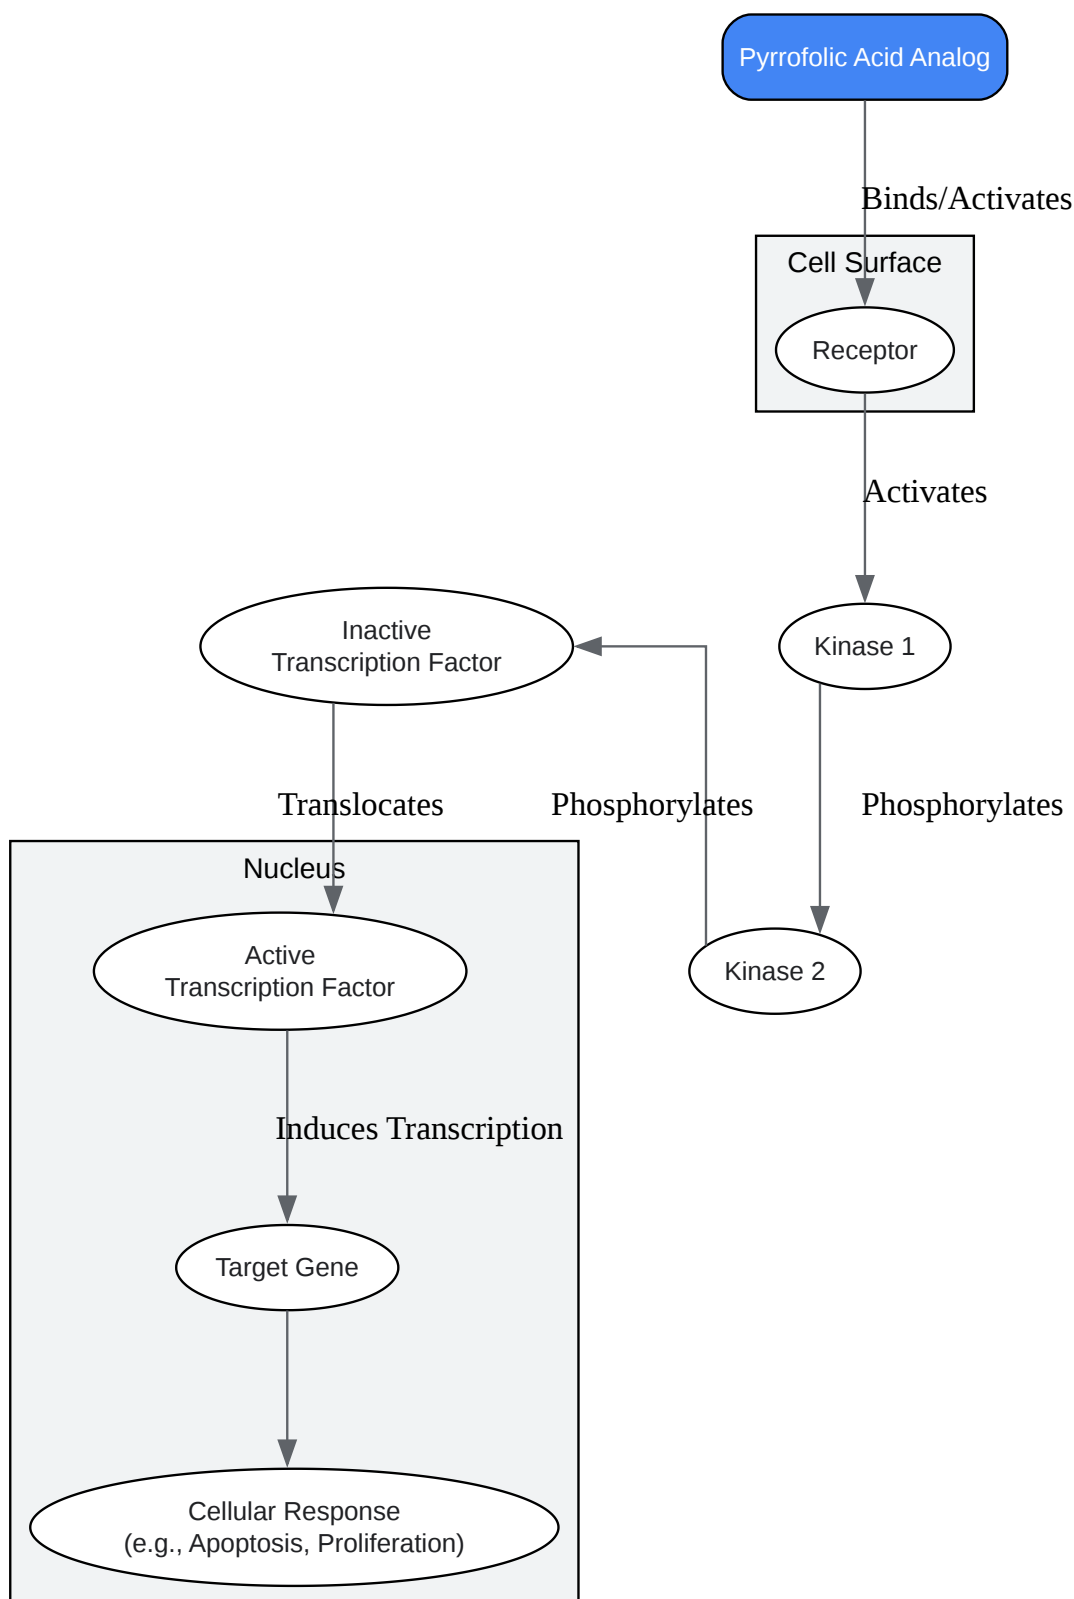 Pyrrofolic Acid Analog
Binds/Activates
Cell Surface
Receptor
Activates
Inactive
Transcription Factor
Kinase 1
Translocates
Phosphorylates
Phosphorylates
Nucleus
Active
Transcription Factor
Kinase 2
Induces Transcription
Target Gene
Cellular Response
(e.g., Apoptosis, Proliferation)